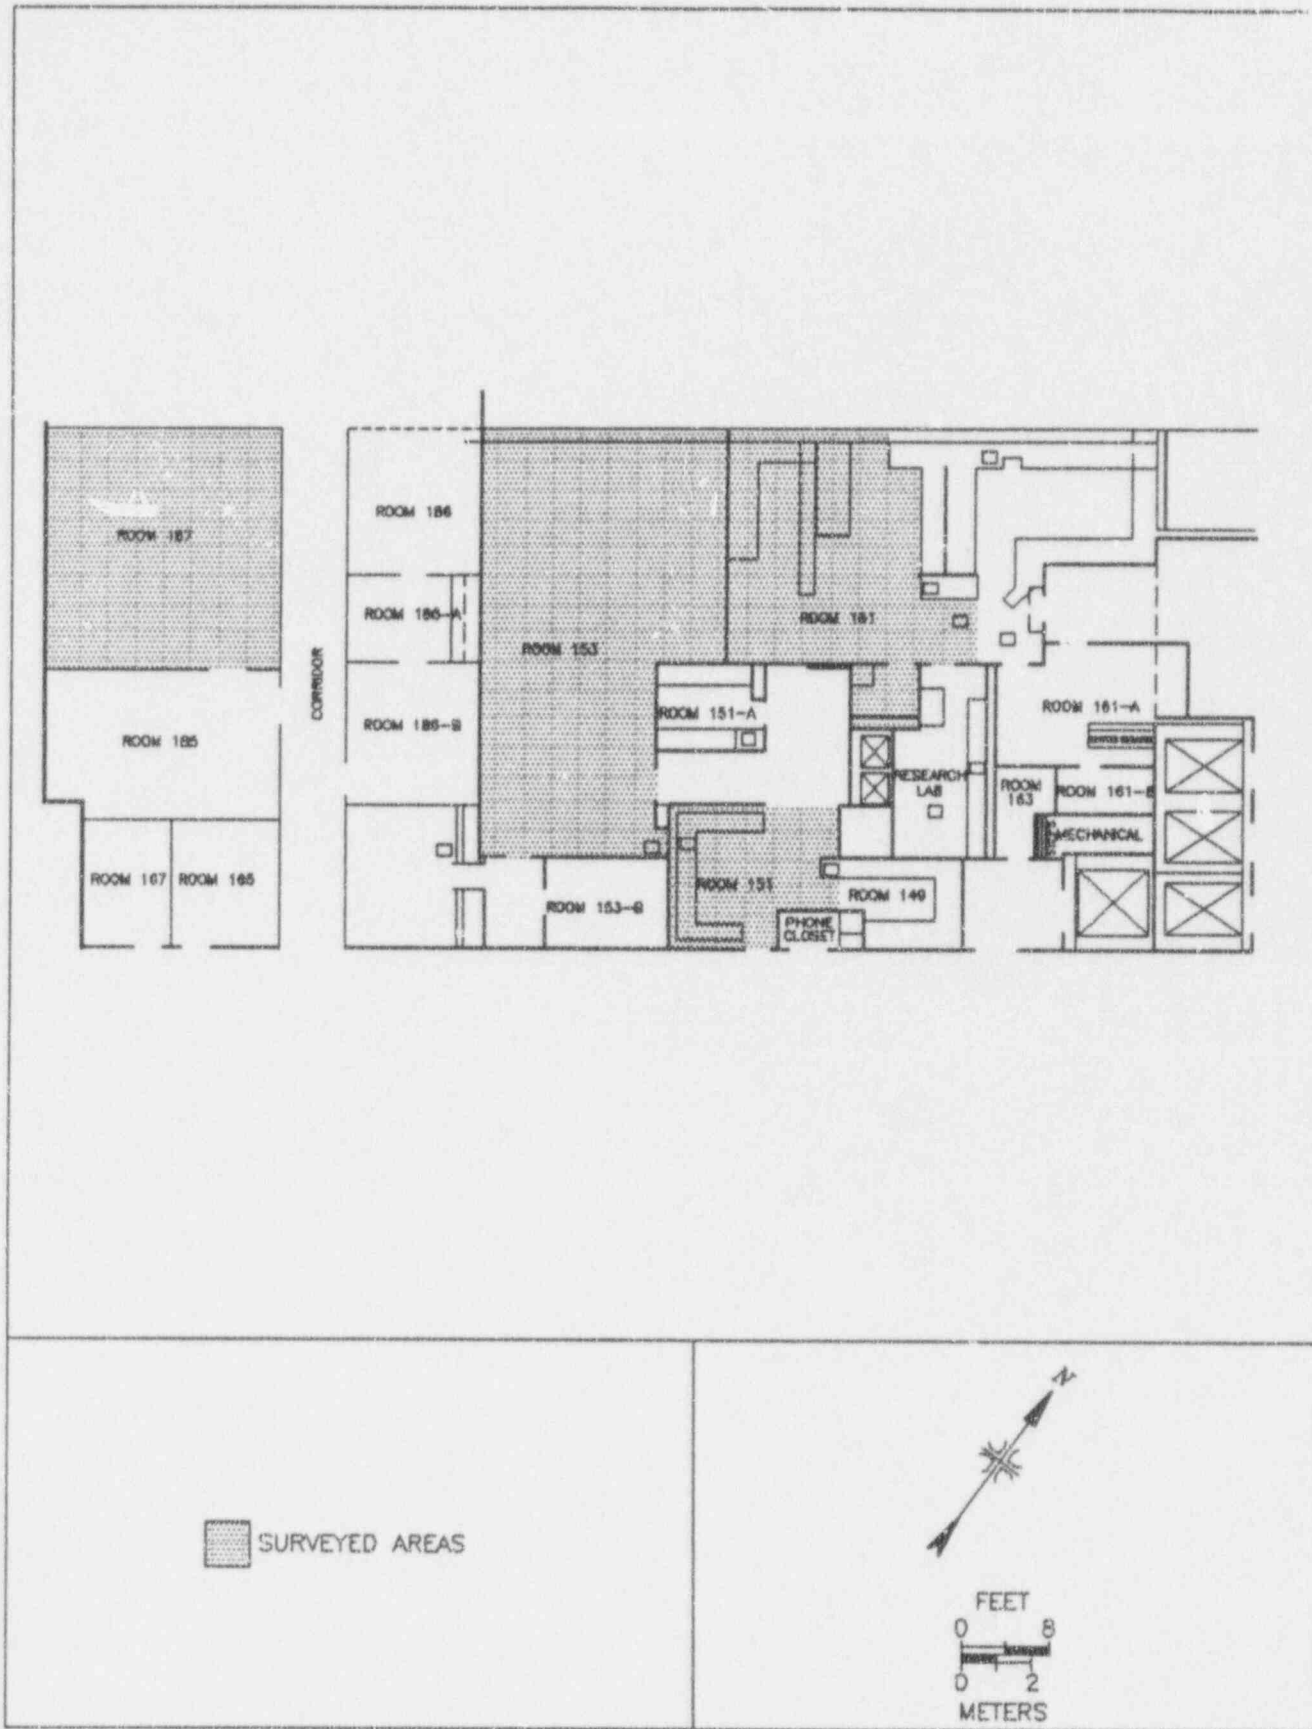 ROOM 187
ROOM 185
ROOM 167
ROOM 165
CORRIDOR
ROOM 186
ROOM 186-A
ROOM 186-B
ROOM 153
ROOM 153-B
ROOM 161
ROOM 151-A
ROOM 151
ROOM 149
PHONE
CLOSET
RESEARCH
LAB
ROOM 161-A
ROOM
163
ROOM 161-B
MECHANICAL
SURVEYED AREAS
N
FEET
0 8
0 2
METERS